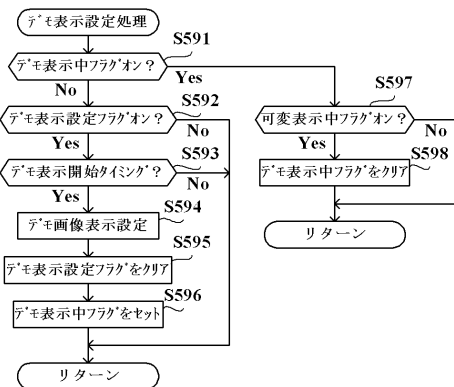 デモ表示設定処理
S591
デモ表示中フラグオン？
Yes
No
S592
デモ表示設定フラグオン？
No
Yes
S593
デモ表示開始タイミング？
No
Yes
S594
デモ画像表示設定
S595
デモ表示設定フラグをクリア
S596
デモ表示中フラグをセット
リターン
S597
可変表示中フラグオン？
Yes
No
S598
デモ表示中フラグをクリア
リターン